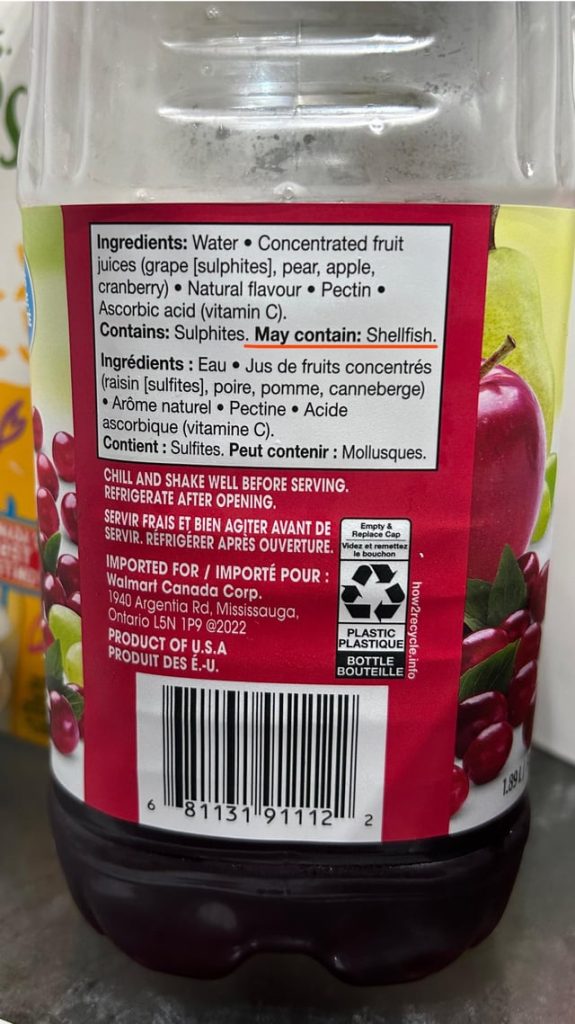 Ingredients: Water • Concentrated fruit
juices (grape [sulphites], pear, apple,
cranberry) • Natural flavour • Pectin •
Ascorbic acid (vitamin C).
Contains: Sulphites. May contain: Shellfish.
Ingrédients : Eau • Jus de fruits concentrés
(raisin [sulfites], poire, pomme, canneberge)
• Arôme naturel • Pectine • Acide
ascorbique (vitamine C).
Contient : Sulfites. Peut contenir : Mollusques.
CHILL AND SHAKE WELL BEFORE SERVING.
REFRIGERATE AFTER OPENING.
SERVIR FRAIS ET BIEN AGITER AVANT DE
SERVIR. RÉFRIGÉRER APRÈS OUVERTURE.
IMPORTED FOR / IMPORTÉ POUR :
Walmart Canada Corp.
1940 Argentia Rd, Mississauga,
Ontario L5N 1P9 @2022
PRODUCT OF U.S.A
PRODUIT DES É.-U.
Empty &
Replace Cap
Videz et remettez
le bouchon
PLASTIC
PLASTIQUE
BOTTLE
BOUTEILLE
how2recycle.info
6 81131 91112 2
1.89 L